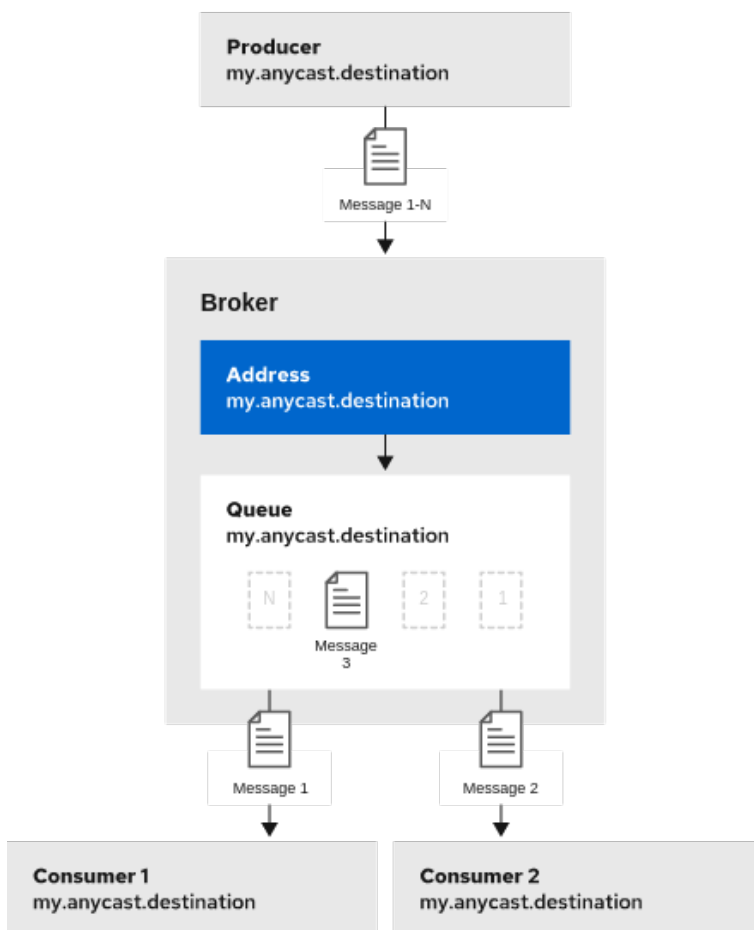 Producer
my.anycast.destination
Message 1-N
Broker
Address
my.anycast.destination
Queue
my.anycast.destination
N
2
1
Message
3
Message 1
Message 2
Consumer 1
my.anycast.destination
Consumer 2
my.anycast.destination